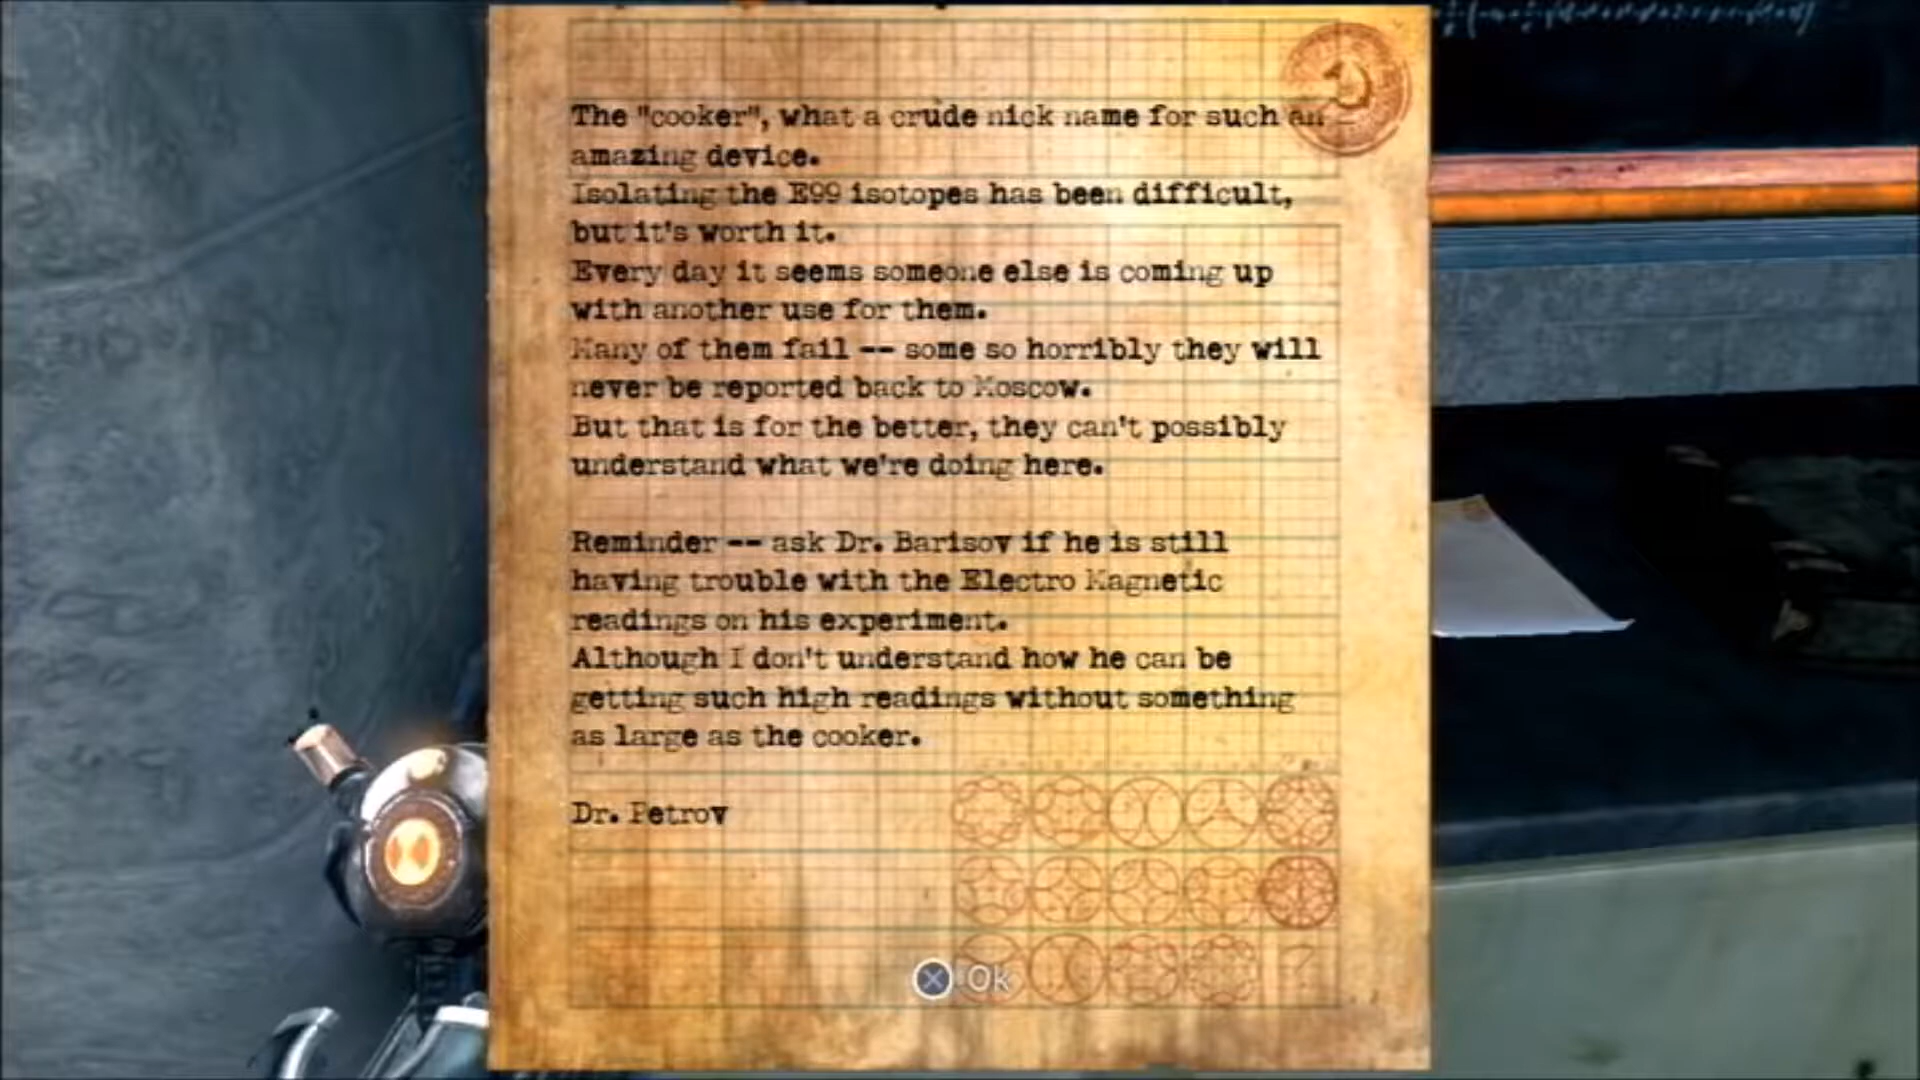 The "cooker", what a crude nick name for such an
amazing device.
Isolating the E99 isotopes has been difficult,
but it's worth it.
Every day it seems someone else is coming up
with another use for them.
Many of them fail -- some so horribly they will
never be reported back to Moscow.
But that is for the better, they can't possibly
understand what we're doing here.
Reminder -- ask Dr. Barisov if he is still
having trouble with the Electro Magnetic
readings on his experiment.
Although I don't understand how he can be
getting such high readings without something
as large as the cooker.
Dr. Petrov
?
Ok